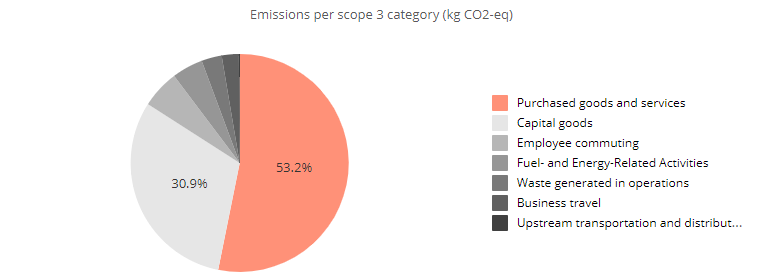 Emissions per scope 3 category (kg CO2-eq)
53.2%
30.9%
Purchased goods and services
Capital goods
Employee commuting
Fuel- and Energy-Related Activities
Waste generated in operations
Business travel
Upstream transportation and distribut...